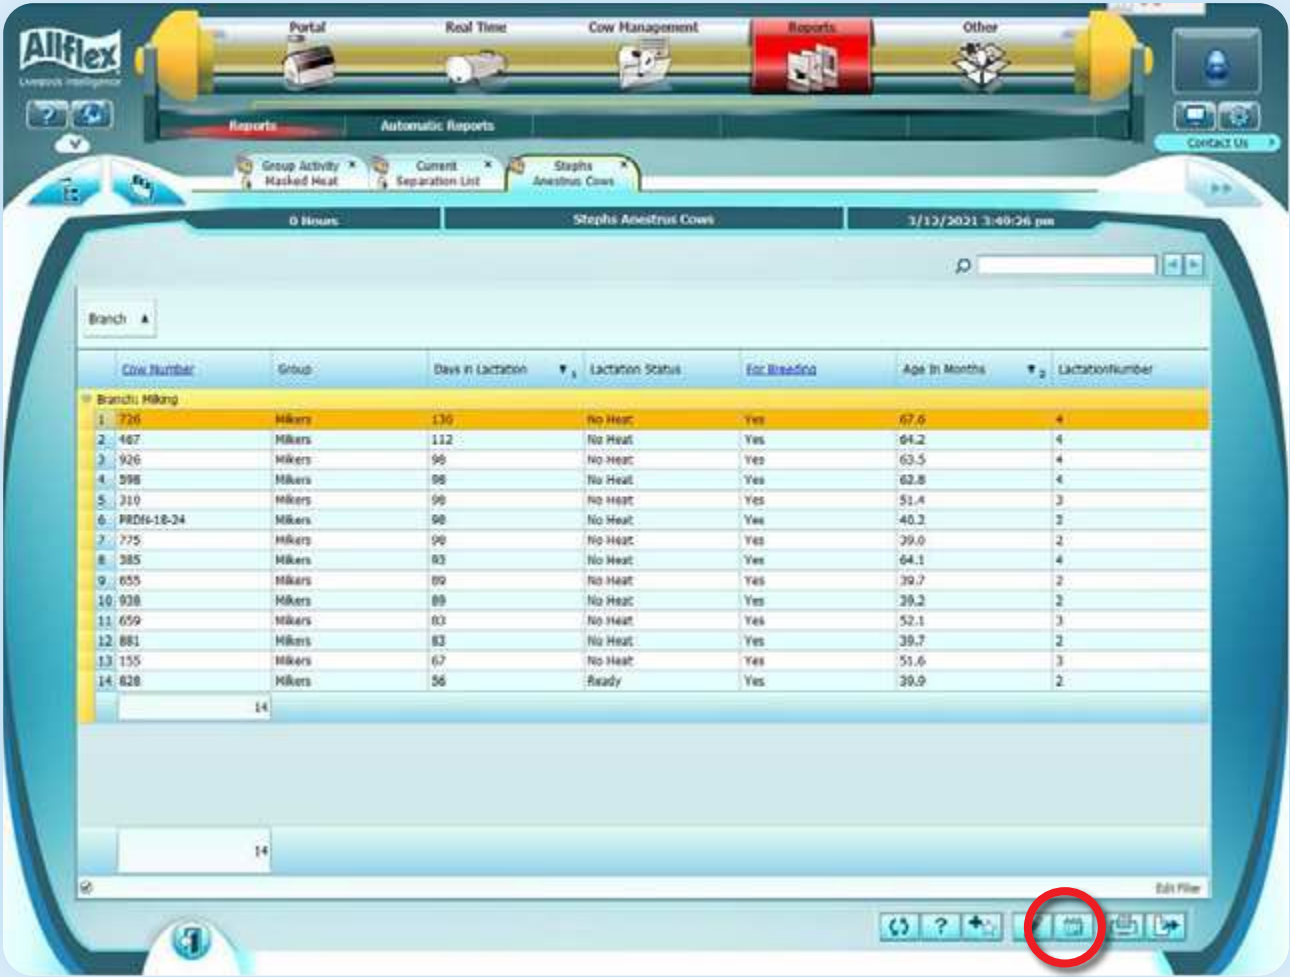 Allflex
Livestock Intelligence
Portal
Real Time
Cow Management
Reports
Other
Reports
Automatic Reports
Contact Us
Group Activity
Masked Heat
Current
Separation List
Stephs
Anestrus Cows
0 Hours
Stephs Anestrus Cows
3/12/2021 3:49:26 pm
Branch
Cow Number Group Days in Lactation 1 Lactation Status For Breeding Age In Months 2 LactationNumber
Branch: Milking
1 726 Milkers 130 No Heat Yes 67.6 4
2 467 Milkers 112 No Heat Yes 64.2 4
3 926 Milkers 98 No Heat Yes 63.5 4
4 598 Milkers 98 No Heat Yes 62.8 4
5 310 Milkers 98 No Heat Yes 51.4 3
6 PRDN-18-24 Milkers 98 No Heat Yes 40.2 2
7 775 Milkers 98 No Heat Yes 39.0 2
8 385 Milkers 93 No Heat Yes 64.1 4
9 655 Milkers 89 No Heat Yes 39.7 2
10 938 Milkers 89 No Heat Yes 39.2 2
11 659 Milkers 83 No Heat Yes 52.1 3
12 881 Milkers 83 No Heat Yes 39.7 2
13 155 Milkers 67 No Heat Yes 51.6 3
14 828 Milkers 56 Ready Yes 39.9 2
14
14
Edit Filter